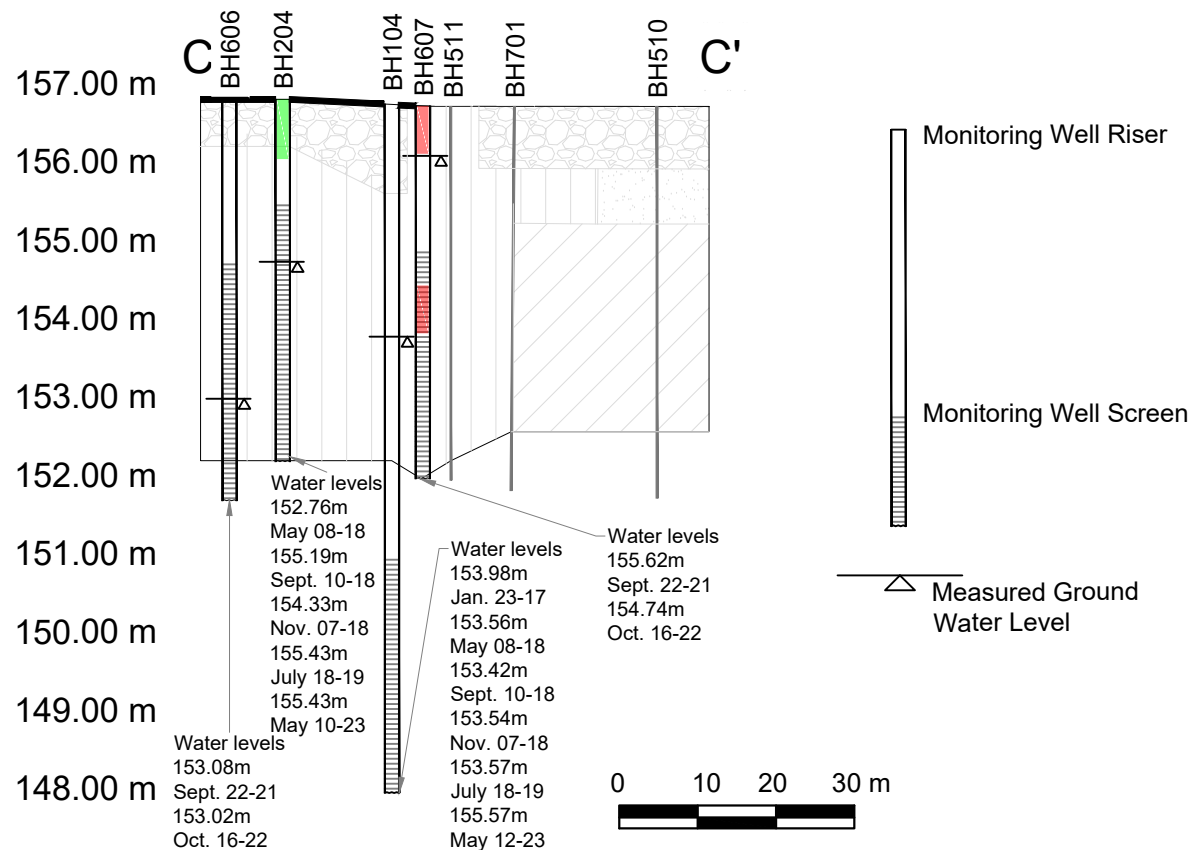 C
BH606
BH204
BH104
BH607
BH511
BH701
BH510
C'
157.00 m
156.00 m
155.00 m
154.00 m
153.00 m
152.00 m
151.00 m
150.00 m
149.00 m
148.00 m
Water levels
153.08m
Sept. 22-21
153.02m
Oct. 16-22
Water levels
152.76m
May 08-18
155.19m
Sept. 10-18
154.33m
Nov. 07-18
155.43m
July 18-19
155.43m
May 10-23
Water levels
153.98m
Jan. 23-17
153.56m
May 08-18
153.42m
Sept. 10-18
153.54m
Nov. 07-18
153.57m
July 18-19
155.57m
May 12-23
Water levels
155.62m
Sept. 22-21
154.74m
Oct. 16-22
Monitoring Well Riser
Monitoring Well Screen
Measured Ground
Water Level
0 10 20 30 m